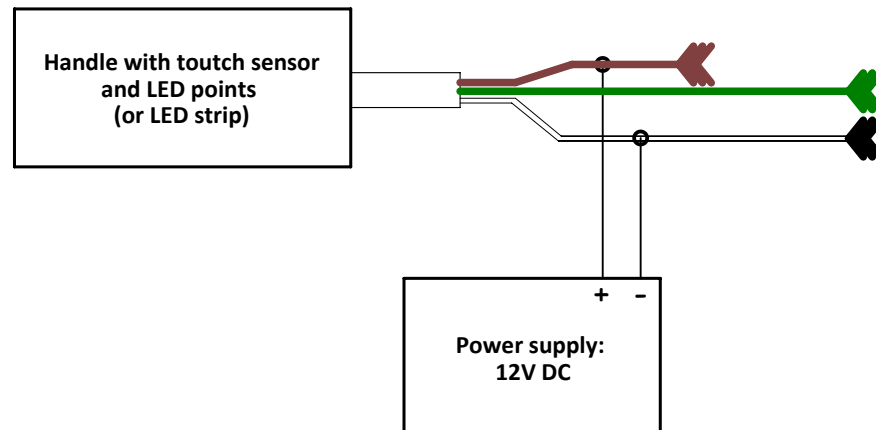 Handle with toutch sensor
and LED points
(or LED strip)
+ -
Power supply:
12V DC